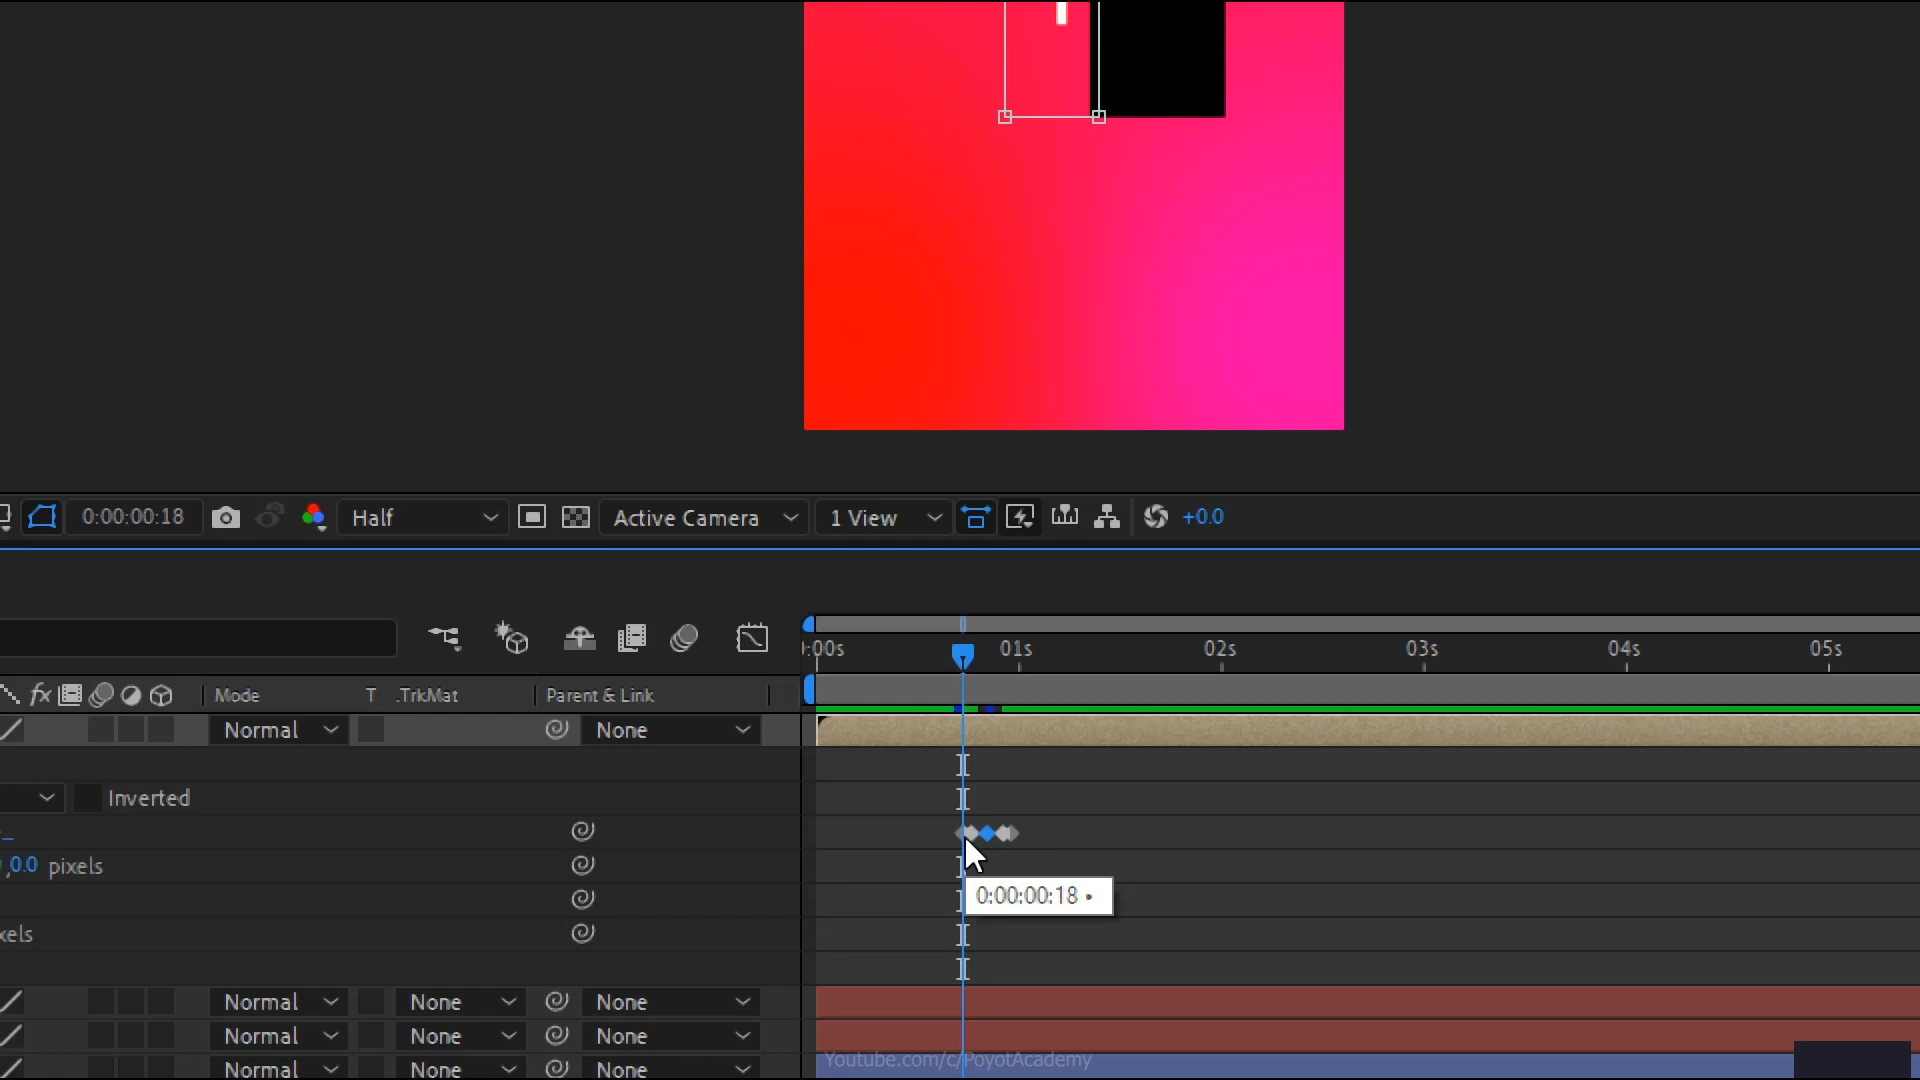 0:00:00:18 Half Active Camera 1 View +0.0
:00s 01s 02s 03s 04s 05s
fx Mode T .TrkMat Parent & Link
Normal None
Inverted
,0.0 pixels
0:00:00:18
xels
Normal None None
Normal None None
Normal None None
Youtube.com/c/PoyotAcademy